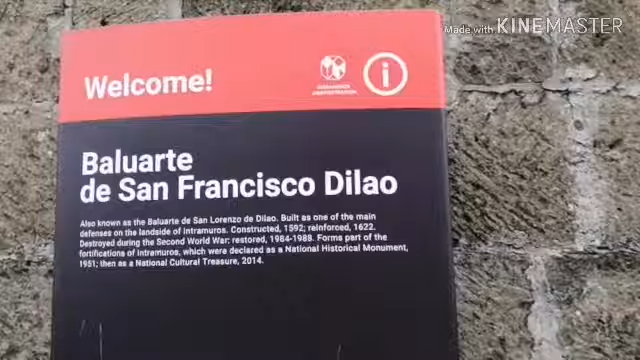 Made with KINEMASTER
Welcome!
i
INTRAMUROS
ADMINISTRATION
Baluarte
de San Francisco Dilao
Also known as the Baluarte de San Lorenzo de Dilao. Built as one of the main
defenses on the landside of Intramuros. Constructed, 1592; reinforced, 1622.
Destroyed during the Second World War; restored, 1984-1988. Forms part of the
fortifications of Intramuros, which were declared as a National Historical Monument,
1951; then as a National Cultural Treasure, 2014.